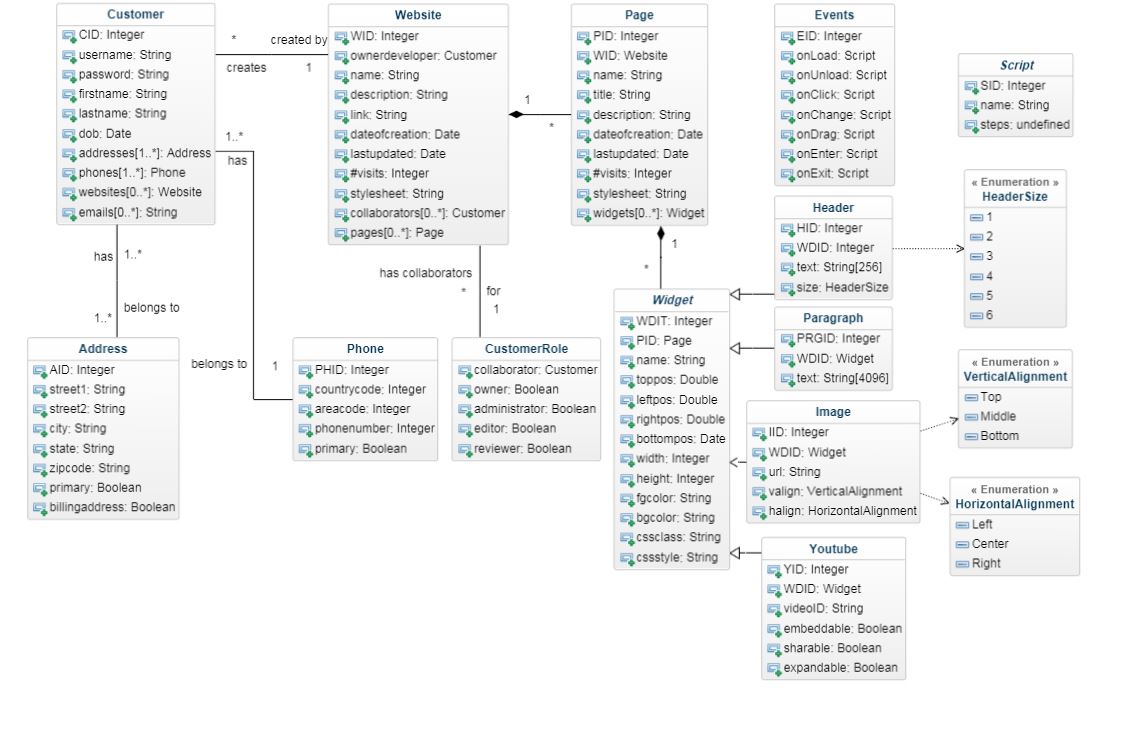 Customer
CID: Integer
username: String
password: String
firstname: String
lastname: String
dob: Date
addresses[1..*]: Address
phones[1..*]: Phone
websites[0..*]: Website
emails[0..*]: String
*
created by
creates
1
Website
WID: Integer
ownerdeveloper: Customer
name: String
description: String
link: String
dateofcreation: Date
lastupdated: Date
#visits: Integer
stylesheet: String
collaborators[0..*]: Customer
pages[0..*]: Page
1
*
Page
PID: Integer
WID: Website
name: String
title: String
description: String
dateofcreation: Date
lastupdated: Date
#visits: Integer
stylesheet: String
widgets[0..*]: Widget
Events
EID: Integer
onLoad: Script
onUnload: Script
onClick: Script
onChange: Script
onDrag: Script
onEnter: Script
onExit: Script
Script
SID: Integer
name: String
steps: undefined
1..*
has
has
1..*
belongs to
1..*
belongs to
1
has collaborators
*
for
1
1
*
Header
HID: Integer
WDID: Integer
text: String[256]
size: HeaderSize
« Enumeration »
HeaderSize
1
2
3
4
5
6
Address
AID: Integer
street1: String
street2: String
city: String
state: String
zipcode: String
primary: Boolean
billingaddress: Boolean
Phone
PHID: Integer
countrycode: Integer
areacode: Integer
phonenumber: Integer
primary: Boolean
CustomerRole
collaborator: Customer
owner: Boolean
administrator: Boolean
editor: Boolean
reviewer: Boolean
Widget
WDIT: Integer
PID: Page
name: String
toppos: Double
leftpos: Double
rightpos: Double
bottompos: Date
width: Integer
height: Integer
fgcolor: String
bgcolor: String
cssclass: String
cssstyle: String
Paragraph
PRGID: Integer
WDID: Widget
text: String[4096]
Image
IID: Integer
WDID: Widget
url: String
valign: VerticalAlignment
halign: HorizontalAlignment
« Enumeration »
VerticalAlignment
Top
Middle
Bottom
« Enumeration »
HorizontalAlignment
Left
Center
Right
Youtube
YID: Integer
WDID: Widget
videoID: String
embeddable: Boolean
sharable: Boolean
expandable: Boolean